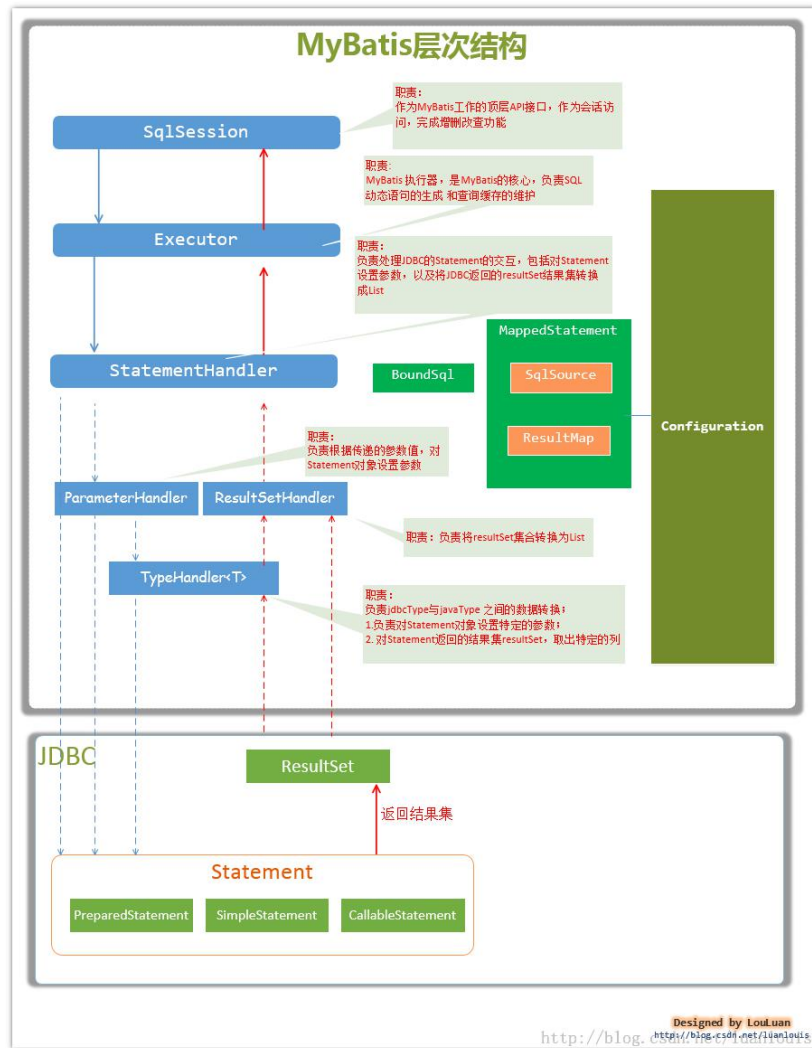 MyBatis层次结构
职责：
作为MyBatis工作的顶层API接口，作为会话访
问，完成增删改查功能
SqlSession
职责：
MyBatis 执行器，是MyBatis的核心，负责SQL
动态语句的生成 和查询缓存的维护
Executor
职责：
负责处理JDBC的Statement的交互，包括对Statement
设置参数，以及将JDBC返回的resultSet结果集转换
成List
StatementHandler
BoundSql
MappedStatement
SqlSource
ResultMap
Configuration
职责：
负责根据传递的参数值，对
Statement对象设置参数
ParameterHandler
ResultSetHandler
职责：负责将resultSet集合转换为List
TypeHandler<T>
职责：
负责jdbcType与javaType 之间的数据转换；
1.负责对Statement对象设置特定的参数；
2. 对Statement返回的结果集resultSet，取出特定的列
JDBC
ResultSet
返回结果集
Statement
PreparedStatement
SimpleStatement
CallableStatement
Designed by LouLuan
http://blog.csdn.net/luanlouis
http://blog.csdn.net/luanlouis